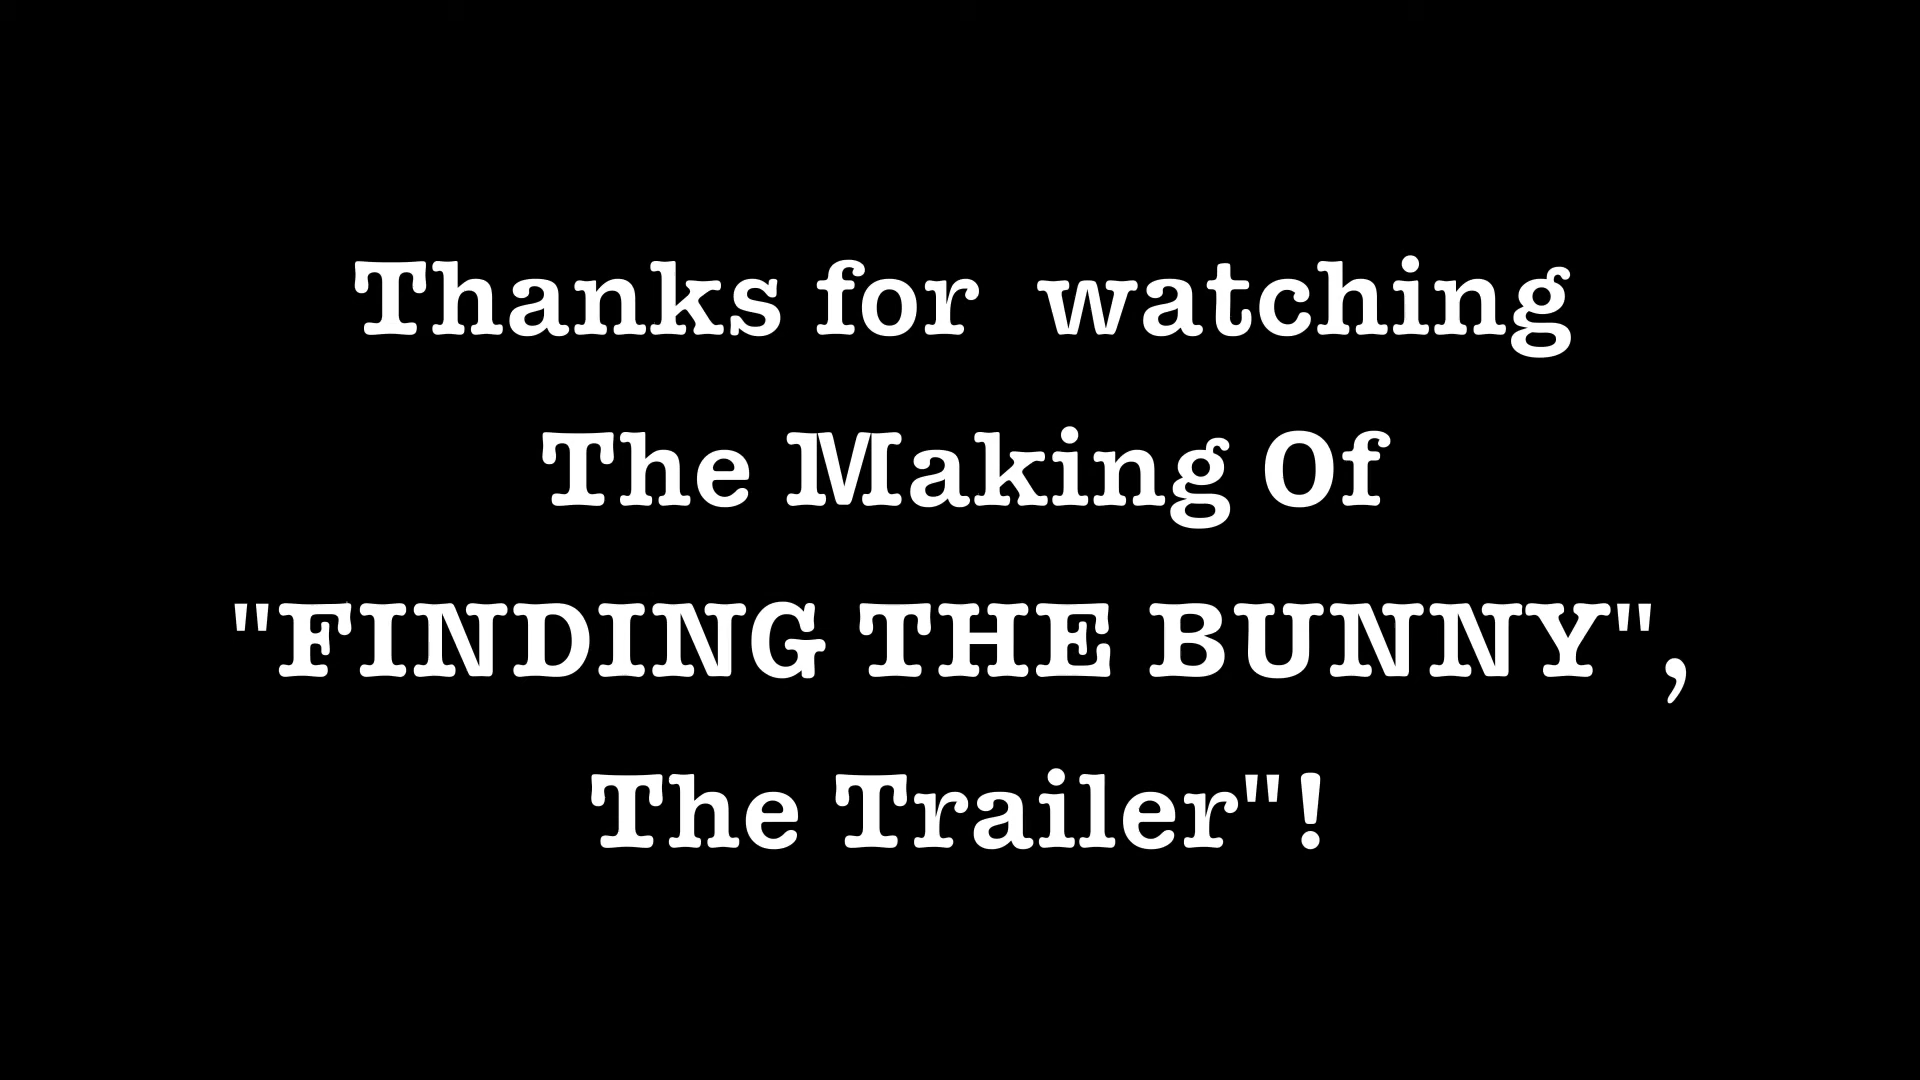 Thanks for  watching
The Making Of
"FINDING THE BUNNY",
The Trailer"!